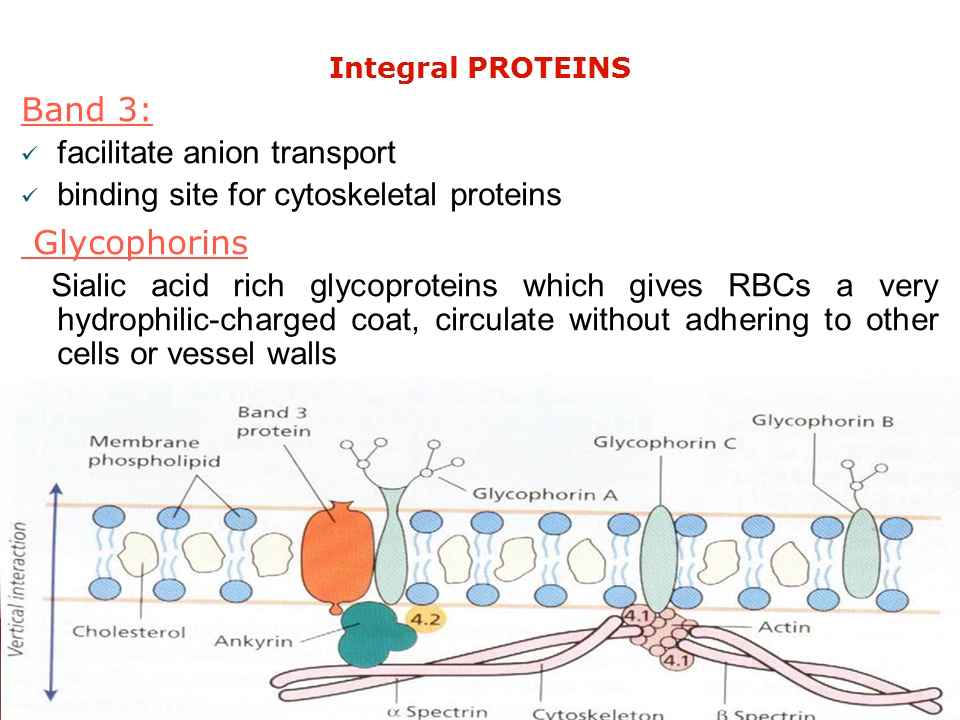 Integral PROTEINS
Band 3:
✓ facilitate anion transport
✓ binding site for cytoskeletal proteins
Glycophorins
Sialic acid rich glycoproteins which gives RBCs a very
hydrophilic-charged coat, circulate without adhering to other
cells or vessel walls
Band 3
protein
Membrane
phospholipid
Glycophorin A
Glycophorin C
Glycophorin B
Vertical interaction
Cholesterol
Ankyrin
4.2
4.1
Actin
4.1
α Spectrin
Cytoskeleton
β Spectrin